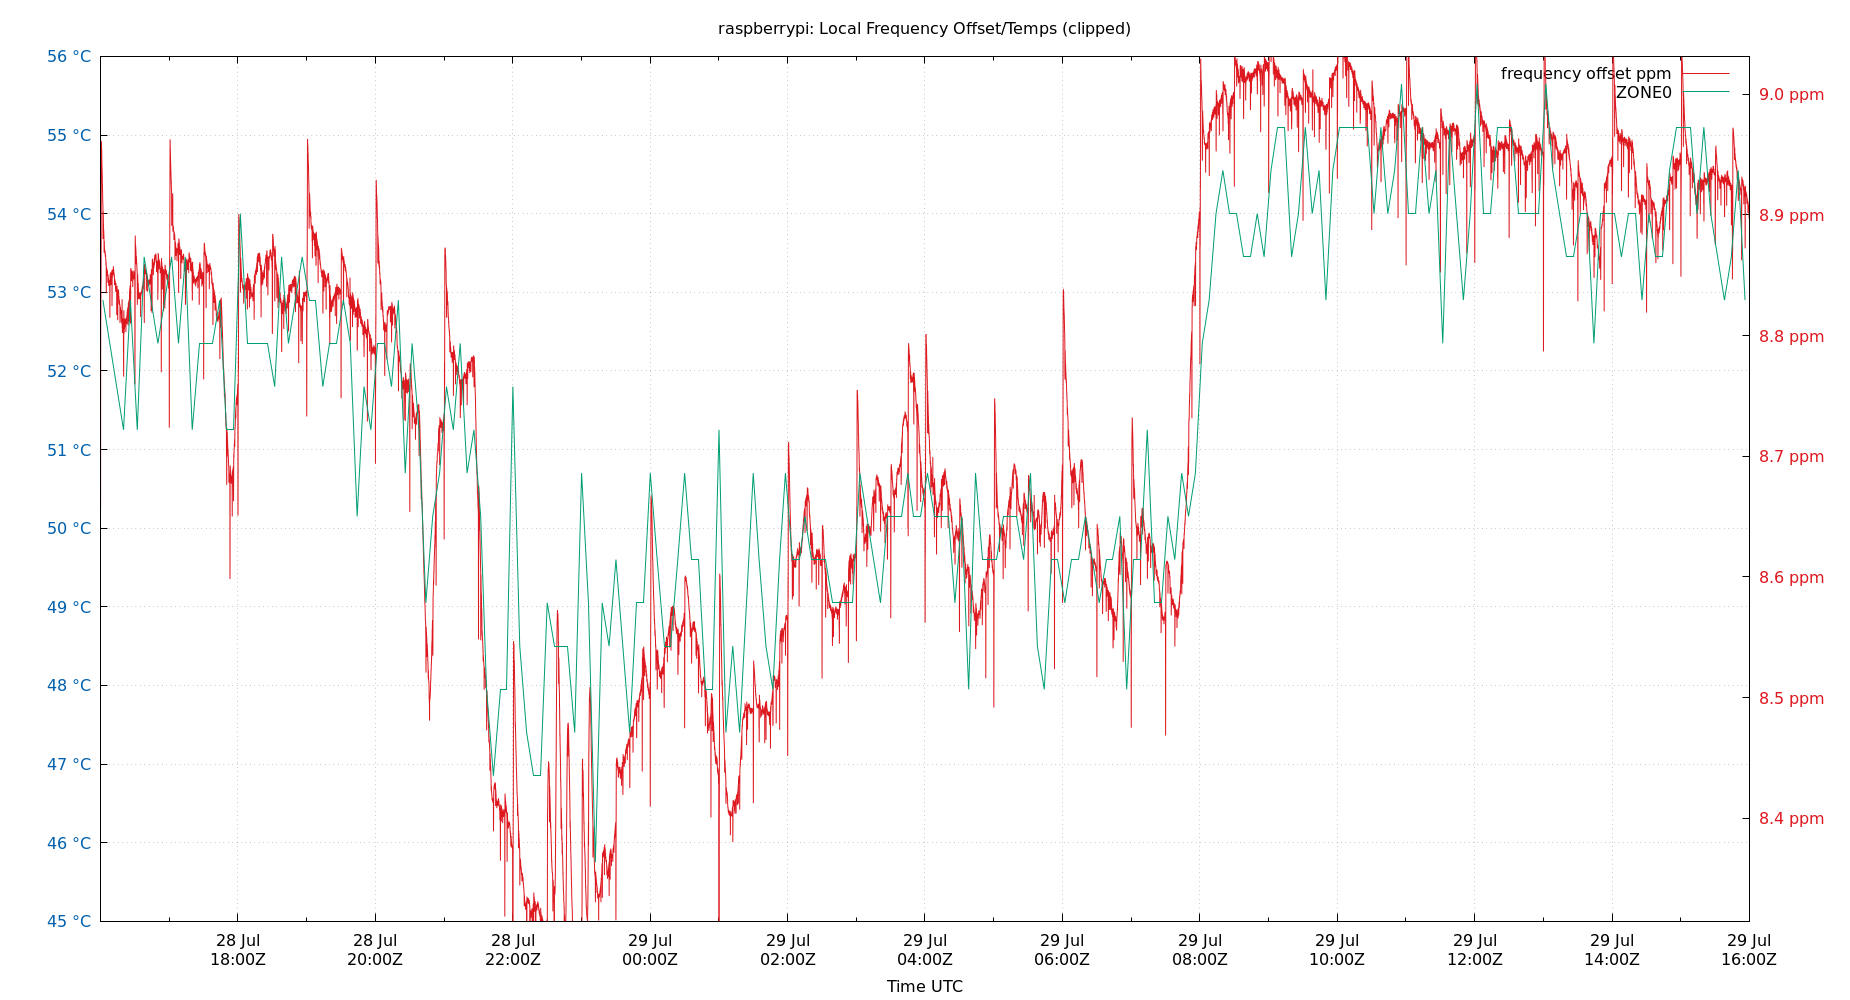 raspberrypi: Local Frequency Offset/Temps (clipped)
56 °C
55 °C
54 °C
53 °C
52 °C
51 °C
50 °C
49 °C
48 °C
47 °C
46 °C
45 °C
frequency offset ppm
ZONE0
9.0 ppm
8.9 ppm
8.8 ppm
8.7 ppm
8.6 ppm
8.5 ppm
8.4 ppm
28 Jul
18:00Z
28 Jul
20:00Z
28 Jul
22:00Z
29 Jul
00:00Z
29 Jul
02:00Z
29 Jul
04:00Z
29 Jul
06:00Z
29 Jul
08:00Z
29 Jul
10:00Z
29 Jul
12:00Z
29 Jul
14:00Z
29 Jul
16:00Z
Time UTC